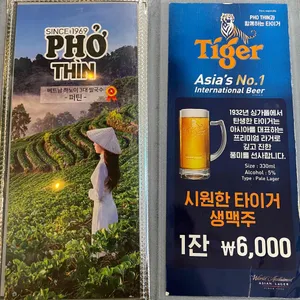 SINCE 1969
PHỞ
THÌN
베트남 하노이 3대 쌀국수
- 퍼틴 -
PHO THIN과
함께하는 타이거
Tiger
Asia's No.1
International Beer
1932년 싱가폴에서
탄생한 타이거는
아시아를 대표하는
프리미엄 라거로
깊고 진한
풍미를 선사합니다.
Size : 330ml
Alcohol : 5%
Type : Pale Lager
시원한 타이거
생맥주
1잔 ₩6,000